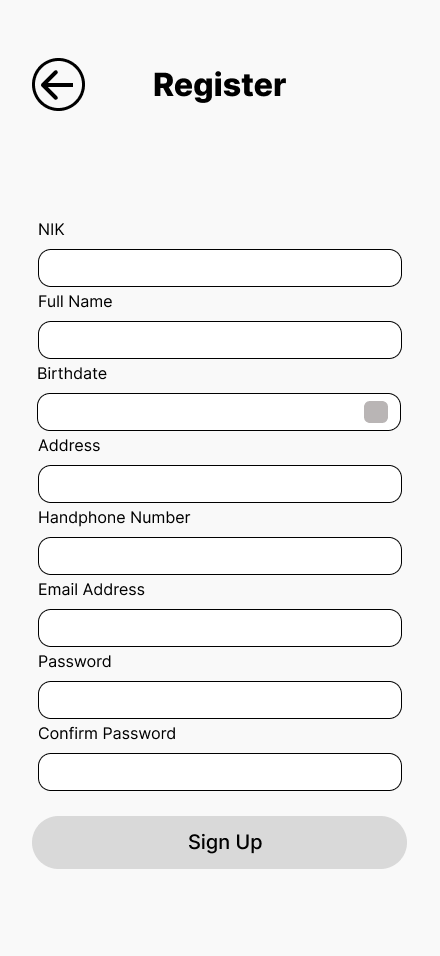 Register
NIK
Full Name
Birthdate
Address
Handphone Number
Email Address
Password
Confirm Password
Sign Up